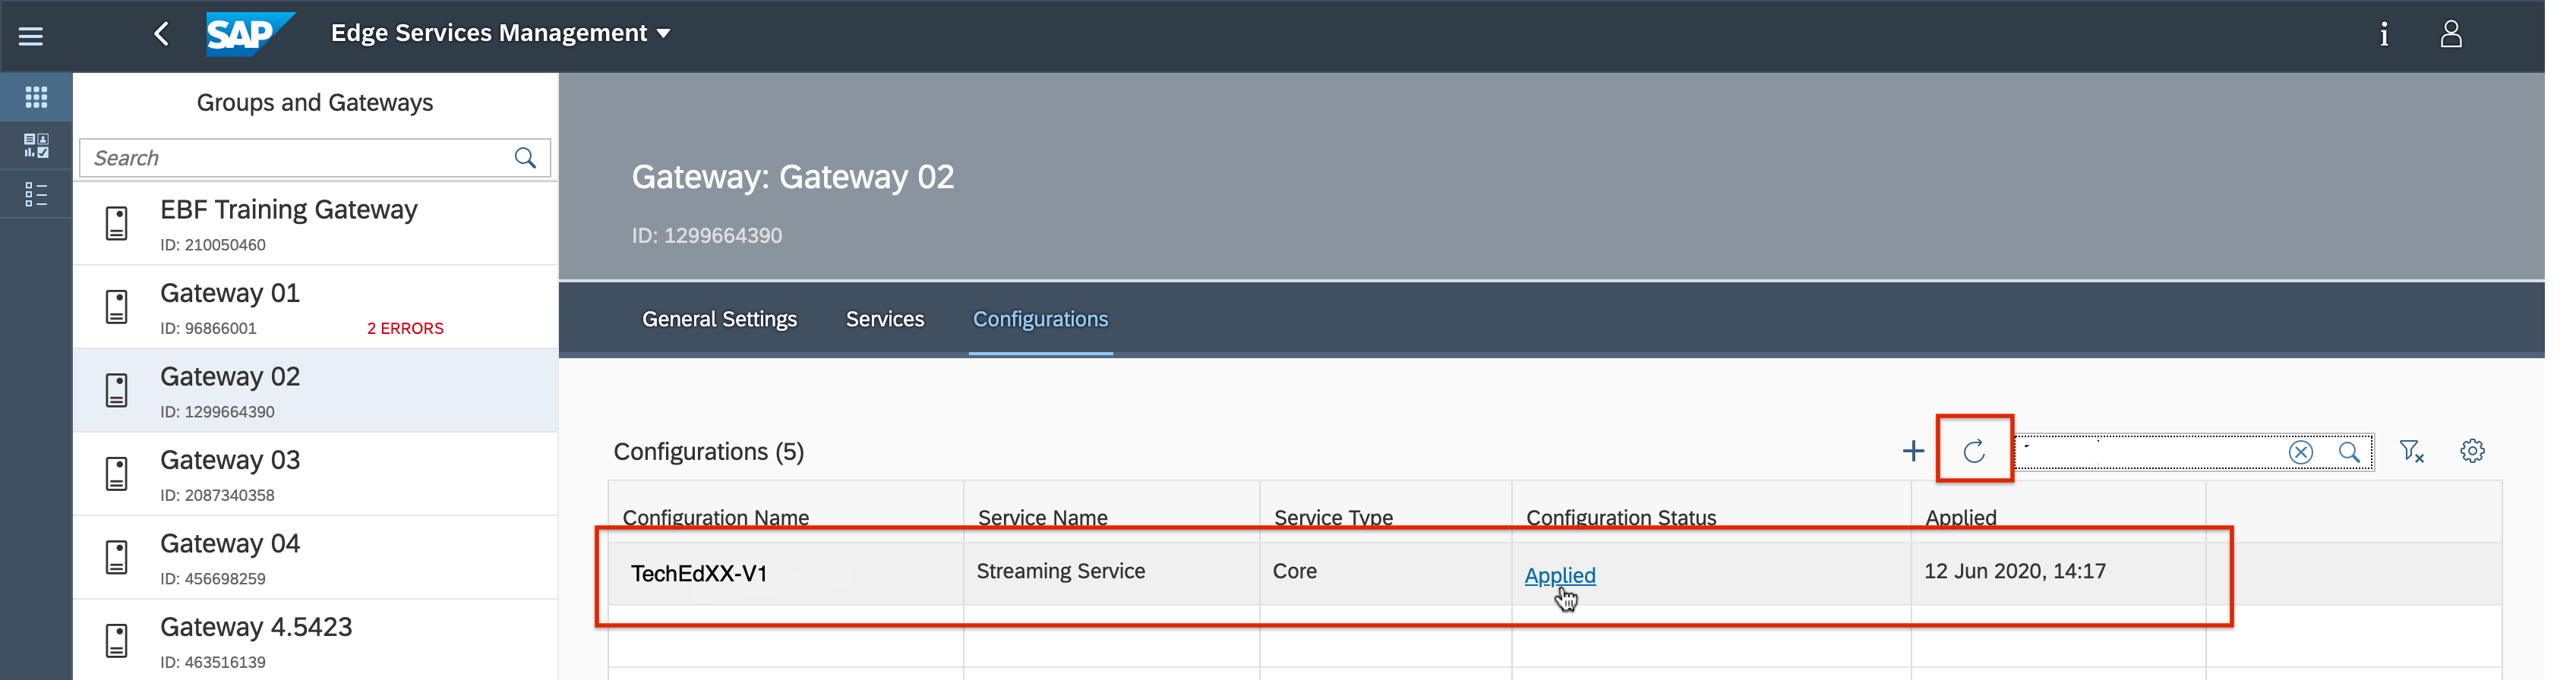 SAP Edge Services Management
Groups and Gateways
Search
EBF Training Gateway
ID: 210050460
Gateway 01
ID: 96866001 2 ERRORS
Gateway 02
ID: 1299664390
Gateway 03
ID: 2087340358
Gateway 04
ID: 456698259
Gateway 4.5423
ID: 463516139
Gateway: Gateway 02
ID: 1299664390
General Settings Services Configurations
Configurations (5)
Configuration Name Service Name Service Type Configuration Status Applied
TechEdXX-V1 Streaming Service Core Applied 12 Jun 2020, 14:17